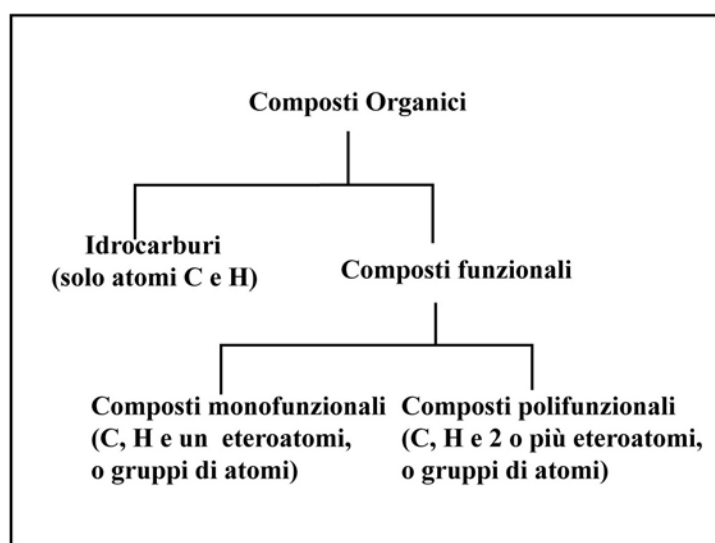 Composti Organici
Idrocarburi
(solo atomi C e H)
Composti funzionali
Composti monofunzionali
(C, H e un eteroatomi,
o gruppi di atomi)
Composti polifunzionali
(C, H e 2 o più eteroatomi,
o gruppi di atomi)